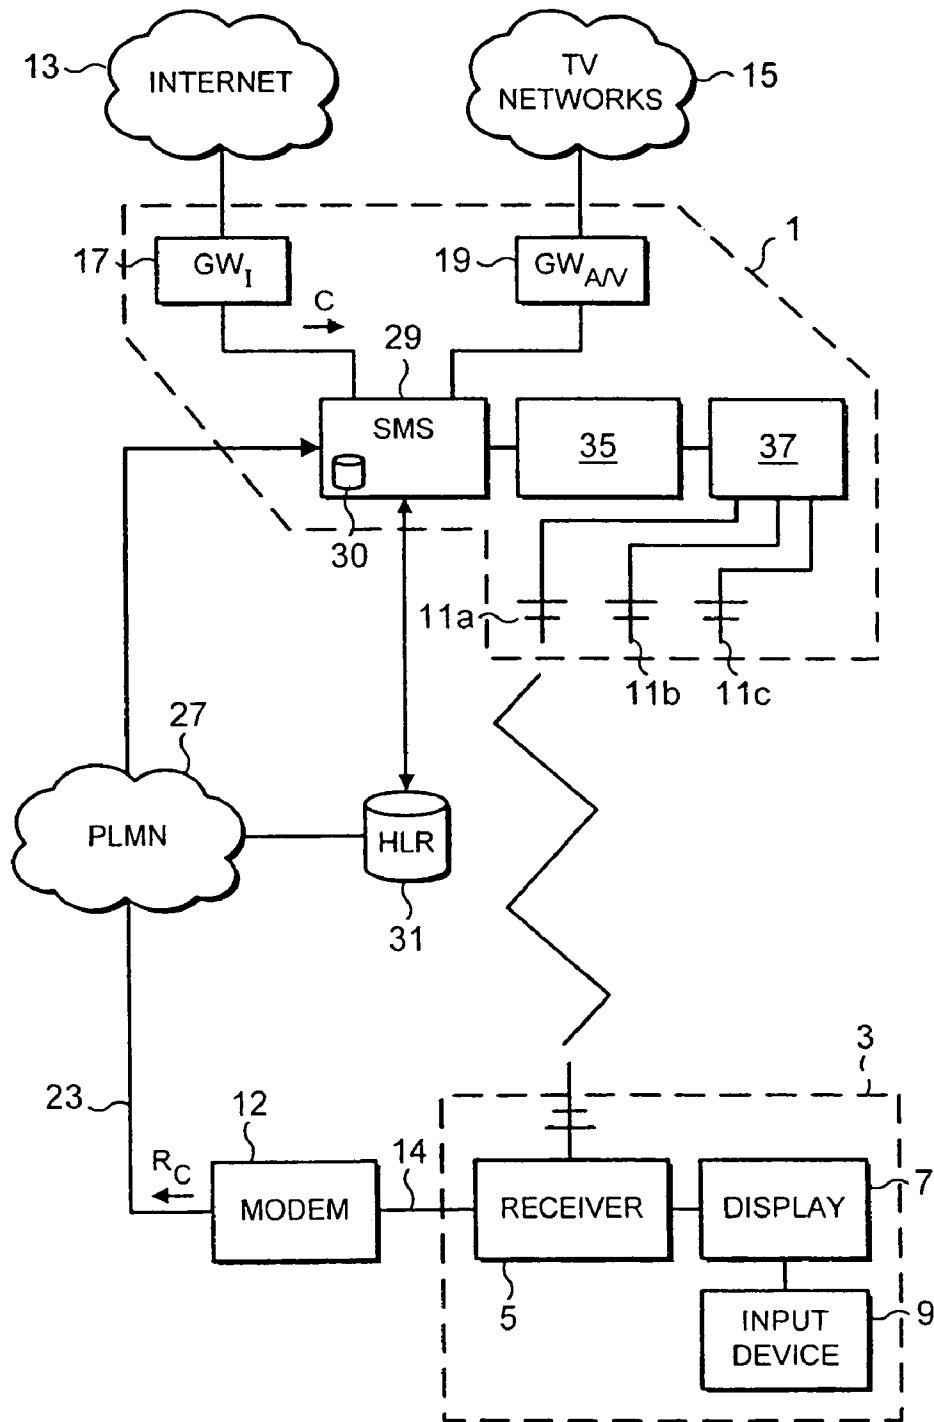 13
INTERNET
TV
NETWORKS
15
1
17
GW_I
19
GW_A/V
C
29
SMS
30
35
37
11a
11b
11c
27
PLMN
HLR
31
3
23
12
R_C
MODEM
14
RECEIVER
5
DISPLAY
7
INPUT
DEVICE
9